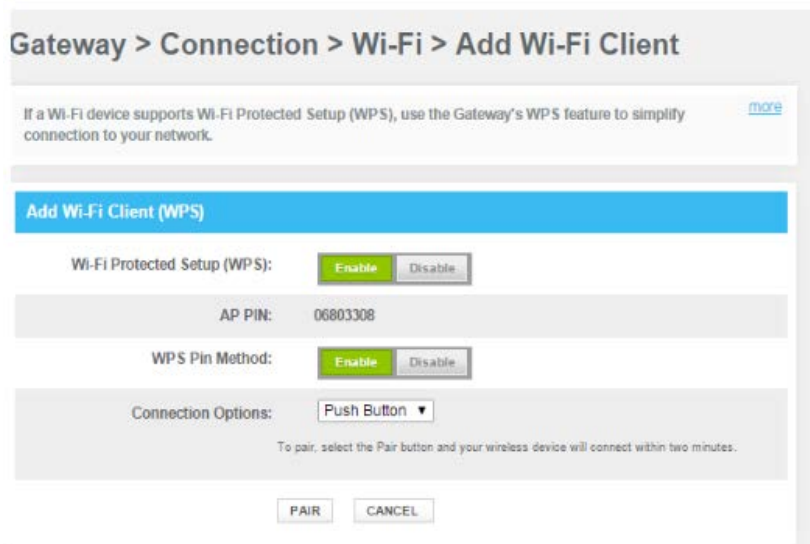 Gateway > Connection > Wi-Fi > Add Wi-Fi Client
If a Wi-Fi device supports Wi-Fi Protected Setup (WPS), use the Gateway's WPS feature to simplify
connection to your network.
more
Add Wi-Fi Client (WPS)
Wi-Fi Protected Setup (WPS): Enable Disable
AP PIN: 06803308
WPS Pin Method: Enable Disable
Connection Options: Push Button ▼
To pair, select the Pair button and your wireless device will connect within two minutes.
PAIR CANCEL